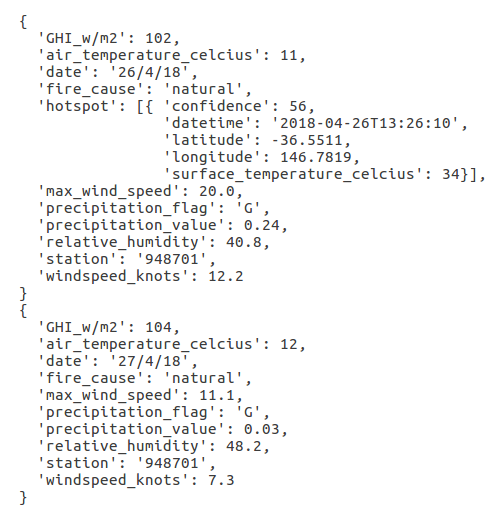 {
  'GHI_w/m2': 102,
  'air_temperature_celcius': 11,
  'date': '26/4/18',
  'fire_cause': 'natural',
  'hotspot': [{ 'confidence': 56,
                'datetime': '2018-04-26T13:26:10',
                'latitude': -36.5511,
                'longitude': 146.7819,
                'surface_temperature_celcius': 34}],
  'max_wind_speed': 20.0,
  'precipitation_flag': 'G',
  'precipitation_value': 0.24,
  'relative_humidity': 40.8,
  'station': '948701',
  'windspeed_knots': 12.2
}
{
  'GHI_w/m2': 104,
  'air_temperature_celcius': 12,
  'date': '27/4/18',
  'fire_cause': 'natural',
  'max_wind_speed': 11.1,
  'precipitation_flag': 'G',
  'precipitation_value': 0.03,
  'relative_humidity': 48.2,
  'station': '948701',
  'windspeed_knots': 7.3
}